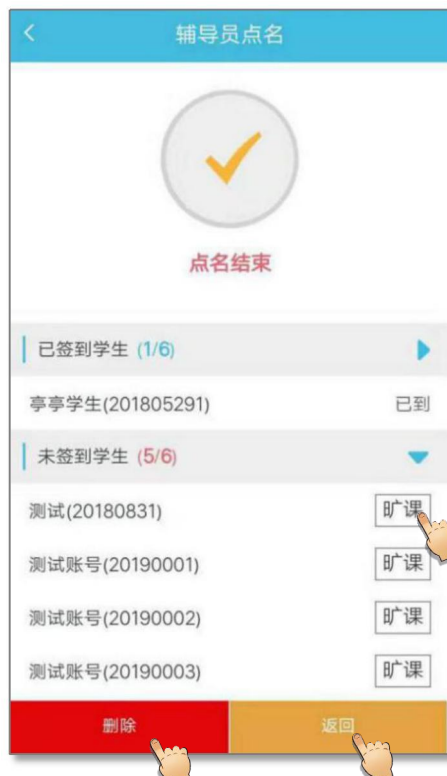 辅导员点名
点名结束
已签到学生 (1/6)
亭亭学生(201805291) 已到
未签到学生 (5/6)
测试(20180831) 旷课
测试账号(20190001) 旷课
测试账号(20190002) 旷课
测试账号(20190003) 旷课
删除 返回